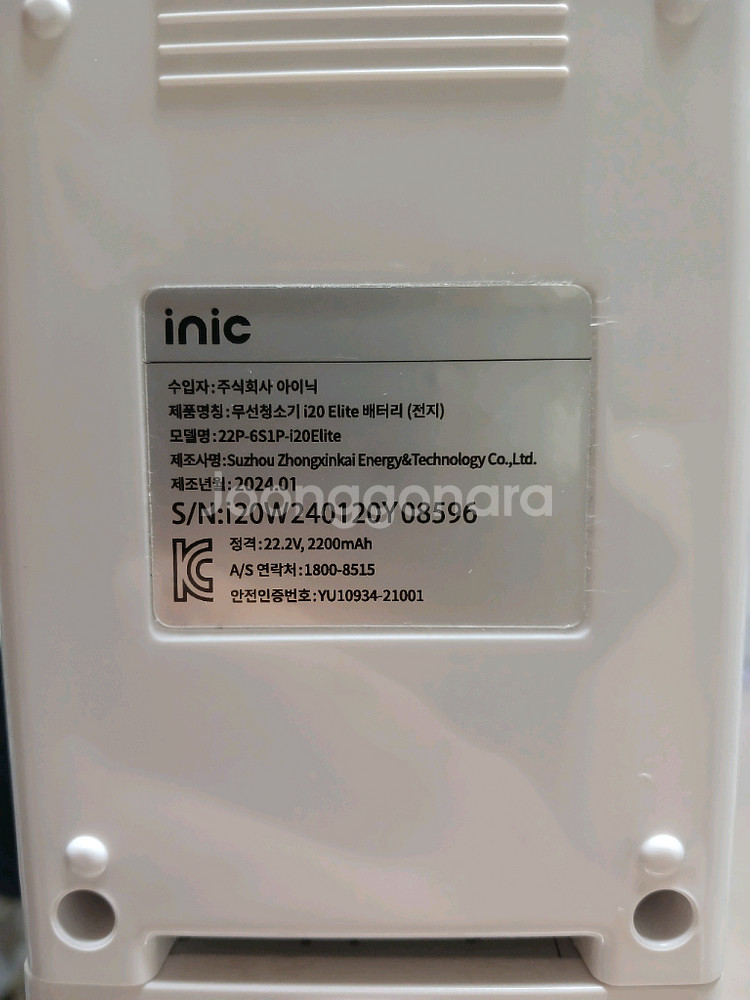 inic
수입자:주식회사 아이닉
제품명칭:무선청소기 i20 Elite 배터리 (전지)
모델명:22P-6S1P-i20Elite
제조사명:Suzhou Zhongxinkai Energy&Technology Co.,Ltd.
제조년월:2024.01
joonggonara
S/N:i20W240120Y08596
정격:22.2V, 2200mAh
A/S 연락처:1800-8515
안전인증번호:YU10934-21001